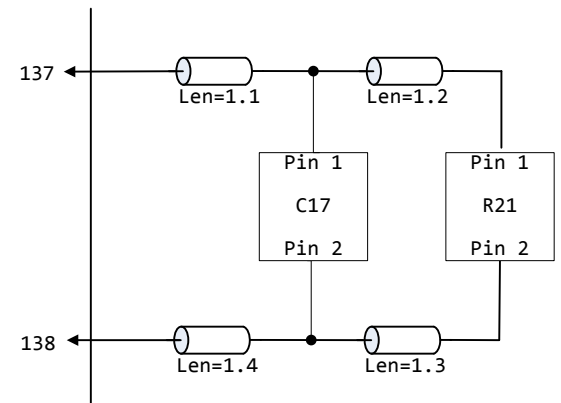 137
Len=1.1
Len=1.2
Pin 1
C17
Pin 2
Pin 1
R21
Pin 2
138
Len=1.4
Len=1.3